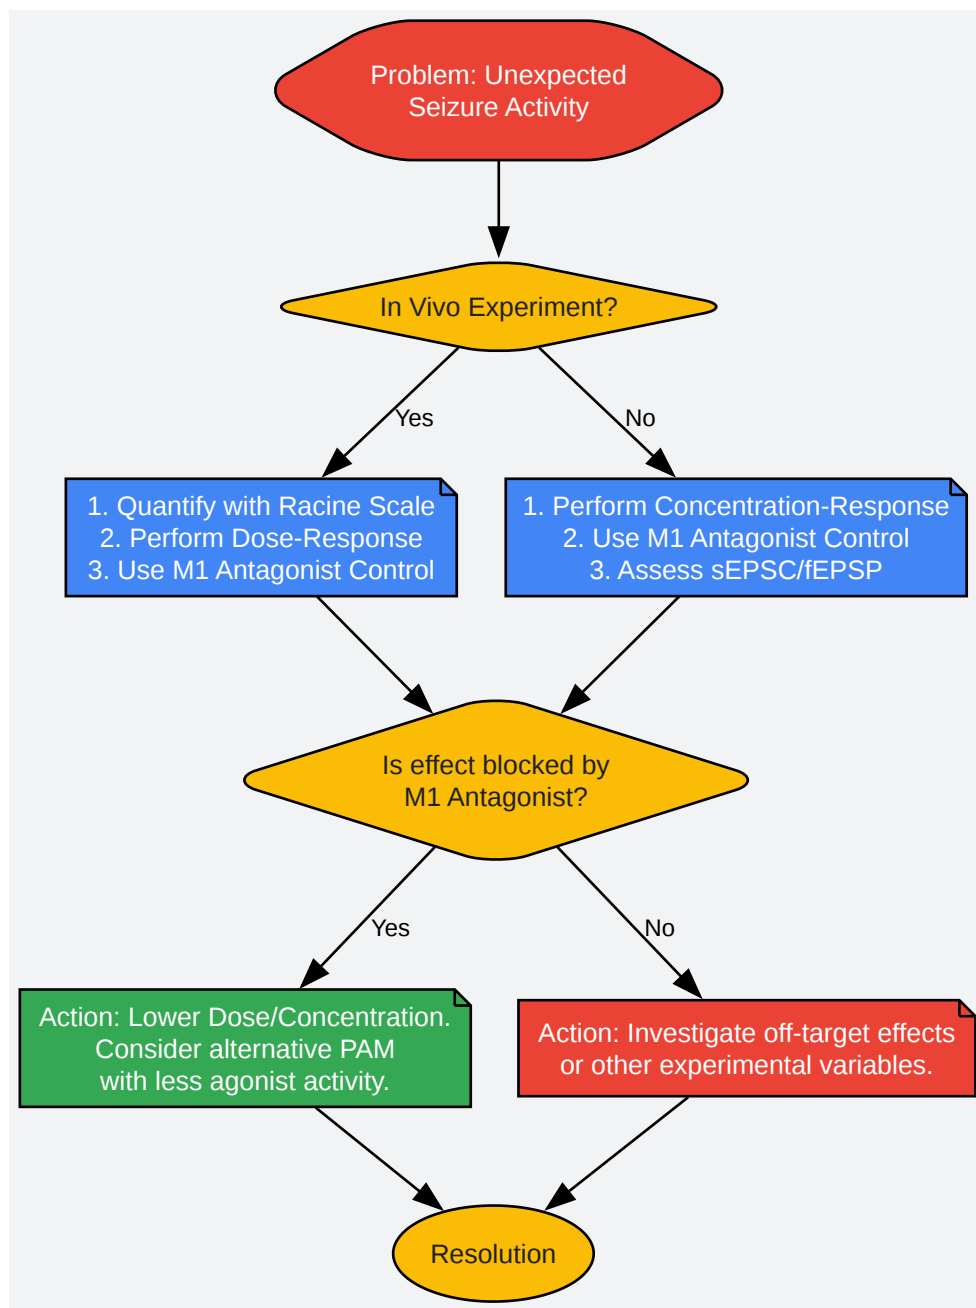 Problem: Unexpected
Seizure Activity
In Vivo Experiment?
Yes
No
1. Quantify with Racine Scale
2. Perform Dose-Response
3. Use M1 Antagonist Control
1. Perform Concentration-Response
2. Use M1 Antagonist Control
3. Assess sEPSC/fEPSP
Is effect blocked by
M1 Antagonist?
Yes
No
Action: Lower Dose/Concentration.
Consider alternative PAM
with less agonist activity.
Action: Investigate off-target effects
or other experimental variables.
Resolution